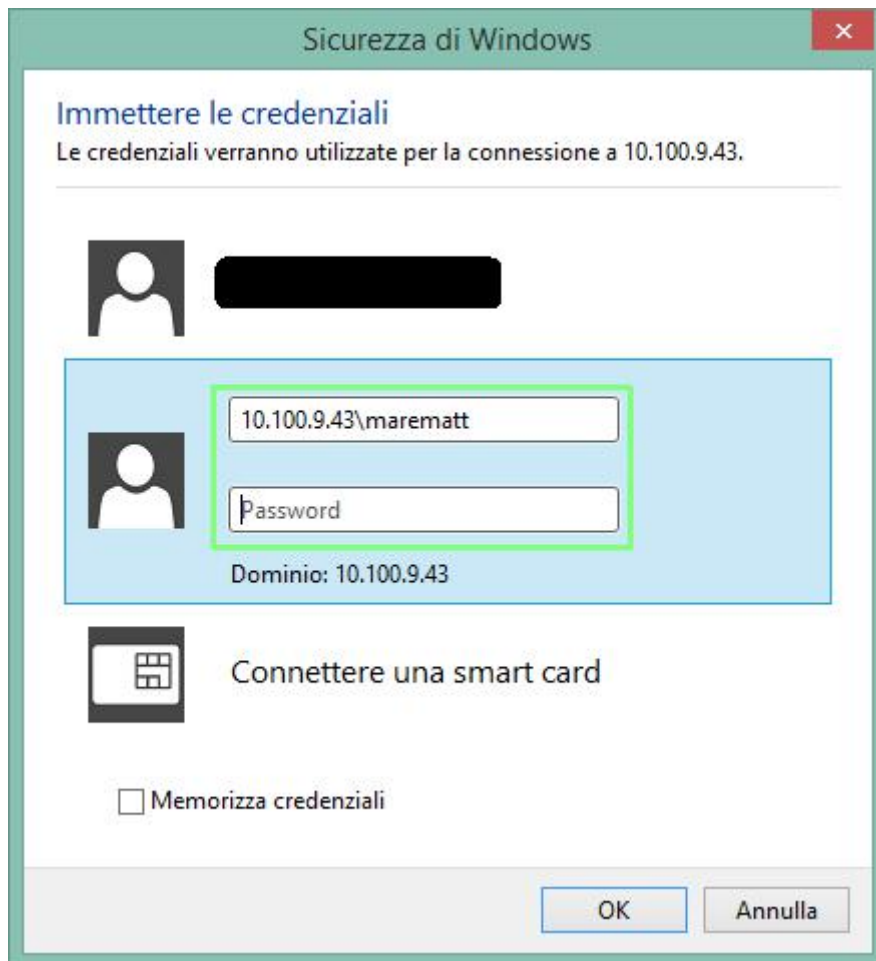 Sicurezza di Windows
Immettere le credenziali
Le credenziali verranno utilizzate per la connessione a 10.100.9.43.
10.100.9.43\marematt
Password
Dominio: 10.100.9.43
Connettere una smart card
Memorizza credenziali
OK
Annulla